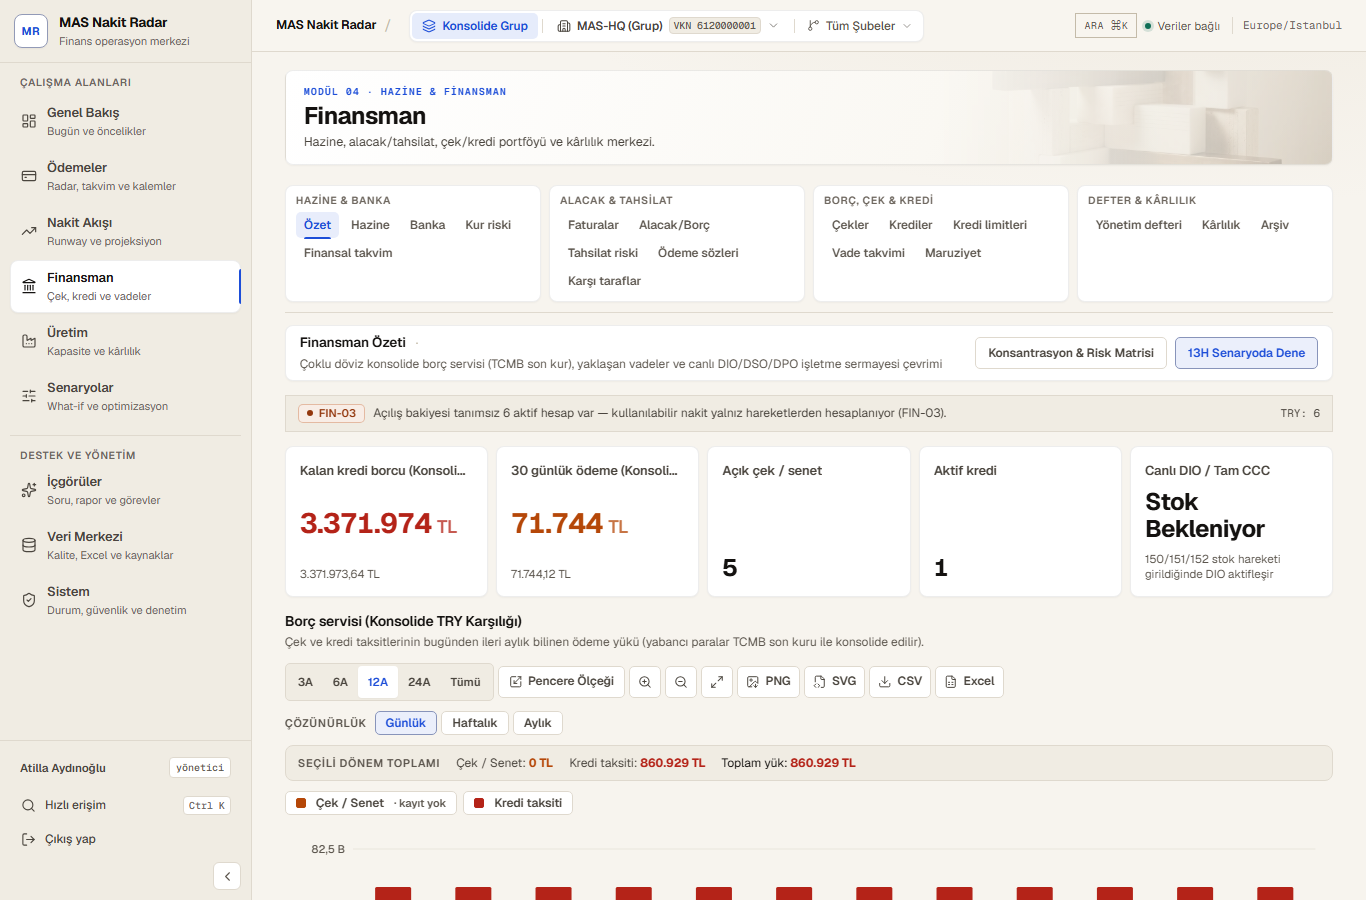 MR
MAS Nakit Radar
Finans operasyon merkezi
ÇALIŞMA ALANLARI
Genel Bakış
Bugün ve öncelikler
Ödemeler
Radar, takvim ve kalemler
Nakit Akışı
Runway ve projeksiyon
Finansman
Çek, kredi ve vadeler
Üretim
Kapasite ve kârlılık
Senaryolar
What-if ve optimizasyon
DESTEK VE YÖNETİM
İçgörüler
Soru, rapor ve görevler
Veri Merkezi
Kalite, Excel ve kaynaklar
Sistem
Durum, güvenlik ve denetim
Atilla Aydınoğlu yönetici
Hızlı erişim Ctrl K
Çıkış yap
MAS Nakit Radar / Konsolide Grup MAS-HQ (Grup) VKN 6120000001 Tüm Şubeler ARA ⌘K Veriler bağlı Europe/Istanbul
MODÜL 04 · HAZİNE & FİNANSMAN
Finansman
Hazine, alacak/tahsilat, çek/kredi portföyü ve kârlılık merkezi.
HAZİNE & BANKA
Özet Hazine Banka Kur riski
Finansal takvim
ALACAK & TAHSİLAT
Faturalar Alacak/Borç
Tahsilat riski Ödeme sözleri
Karşı taraflar
BORÇ, ÇEK & KREDİ
Çekler Krediler Kredi limitleri
Vade takvimi Maruziyet
DEFTER & KÂRLILIK
Yönetim defteri Kârlılık Arşiv
Finansman Özeti ·
Çoklu döviz konsolide borç servisi (TCMB son kur), yaklaşan vadeler ve canlı DIO/DSO/DPO işletme sermayesi çevrimi
Konsantrasyon & Risk Matrisi 13H Senaryoda Dene
FIN-03 Açılış bakiyesi tanımsız 6 aktif hesap var — kullanılabilir nakit yalnız hareketlerden hesaplanıyor (FIN-03). TRY: 6
Kalan kredi borcu (Konsoli...
3.371.974 TL
3.371.973,64 TL
30 günlük ödeme (Konsoli...
71.744 TL
71.744,12 TL
Açık çek / senet
5
Aktif kredi
1
Canlı DIO / Tam CCC
Stok
Bekleniyor
150/151/152 stok hareketi
girildiğinde DIO aktifleşir
Borç servisi (Konsolide TRY Karşılığı)
Çek ve kredi taksitlerinin bugünden ileri aylık bilinen ödeme yükü (yabancı paralar TCMB son kuru ile konsolide edilir).
3A 6A 12A 24A Tümü Pencere Ölçeği PNG SVG CSV Excel
ÇÖZÜNÜRLÜK Günlük Haftalık Aylık
SEÇİLİ DÖNEM TOPLAMI Çek / Senet: 0 TL Kredi taksiti: 860.929 TL Toplam yük: 860.929 TL
Çek / Senet · kayıt yok Kredi taksiti
82,5 B